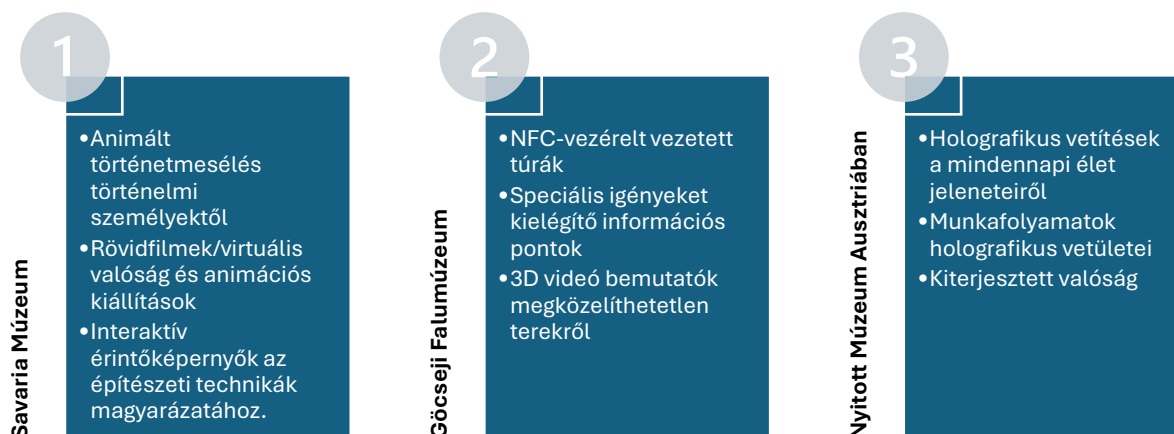 1
Savaria Múzeum
•Animált
történetmesélés
történelmi
személyektől
•Rövidfilmek/virtuális
valóság és animációs
kiállítások
•Interaktív
érintőképernyők az
építészeti technikák
magyarázatához.
2
Göcseji Falumúzeum
•NFC-vezérelt vezetett
túrák
•Speciális igényeket
kielégítő információs
pontok
•3D videó bemutatók
megközelíthetetlen
terekről
3
Nyitott Múzeum Ausztriában
•Holografikus vetítések
a mindennapi élet
jeleneteiről
•Munkafolyamatok
holografikus vetületei
•Kiterjesztett valóság